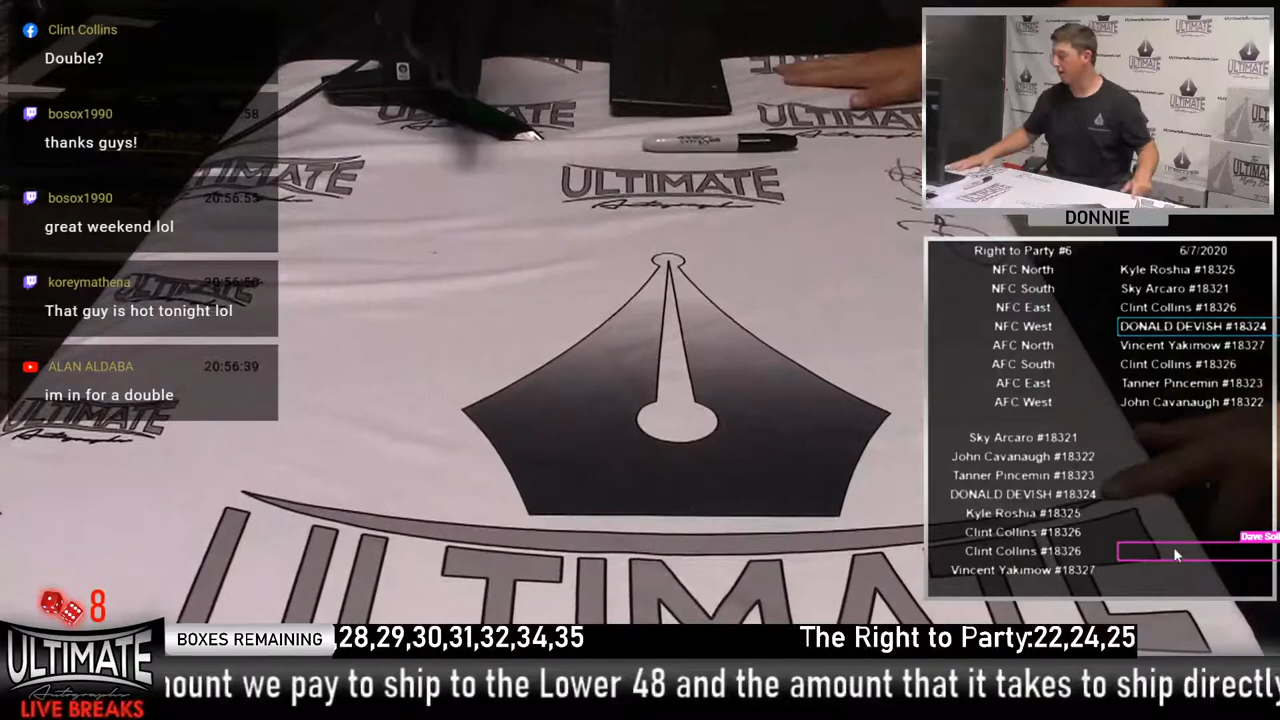 Clint Collins
Double?
bosox1990 :58
thanks guys!
bosox1990 20:56:53
great weekend lol
koreymathena 20:56:50
That guy is hot tonight lol
ALAN ALDABA 20:56:39
im in for a double
ULTIMATE
DONNIE
Right to Party #6 6/7/2020
NFC North Kyle Roshia #18325
NFC South Sky Arcaro #18321
NFC East Clint Collins #18326
NFC West DONALD DEVISH #18324
AFC North Vincent Yakimow #18327
AFC South Clint Collins #18326
AFC East Tanner Pincemin #18323
AFC West John Cavanaugh #18322
Sky Arcaro #18321
John Cavanaugh #18322
Tanner Pincemin #18323
DONALD DEVISH #18324
Kyle Roshia #18325
Clint Collins #18326
Dave Soli
Clint Collins #18326
Vincent Yakimow #18327
ULTIMATE
8
ULTIMATE
Autographs
LIVE BREAKS
BOXES REMAINING ,28,29,30,31,32,34,35 The Right to Party:22,24,25
nount we pay to ship to the Lower 48 and the amount that it takes to ship directly